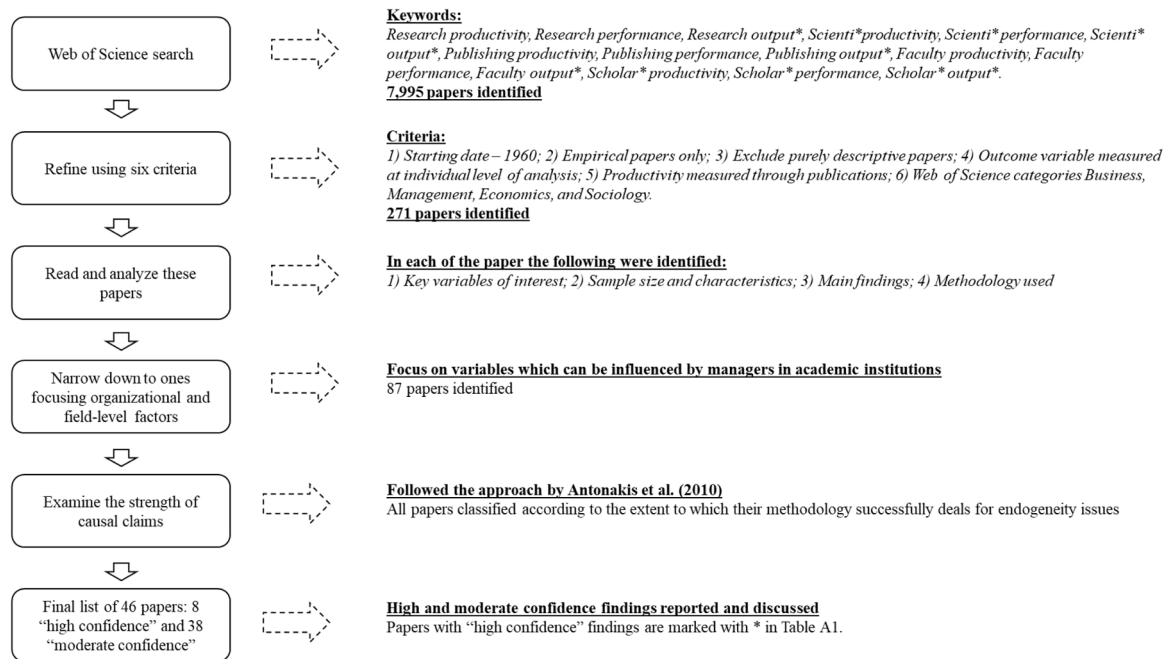 Web of Science search
Keywords:
Research productivity, Research performance, Research output*, Scienti*productivity, Scienti* performance, Scienti*
output*, Publishing productivity, Publishing performance, Publishing output*, Faculty productivity, Faculty
performance, Faculty output*, Scholar* productivity, Scholar* performance, Scholar* output*.
7,995 papers identified
Refine using six criteria
Criteria:
1) Starting date – 1960; 2) Empirical papers only; 3) Exclude purely descriptive papers; 4) Outcome variable measured
at individual level of analysis; 5) Productivity measured through publications; 6) Web of Science categories Business,
Management, Economics, and Sociology.
271 papers identified
Read and analyze these
papers
In each of the paper the following were identified:
1) Key variables of interest; 2) Sample size and characteristics; 3) Main findings; 4) Methodology used
Narrow down to ones
focusing organizational and
field-level factors
Focus on variables which can be influenced by managers in academic institutions
87 papers identified
Examine the strength of
causal claims
Followed the approach by Antonakis et al. (2010)
All papers classified according to the extent to which their methodology successfully deals for endogeneity issues
Final list of 46 papers: 8
“high confidence” and 38
“moderate confidence”
High and moderate confidence findings reported and discussed
Papers with “high confidence” findings are marked with * in Table A1.